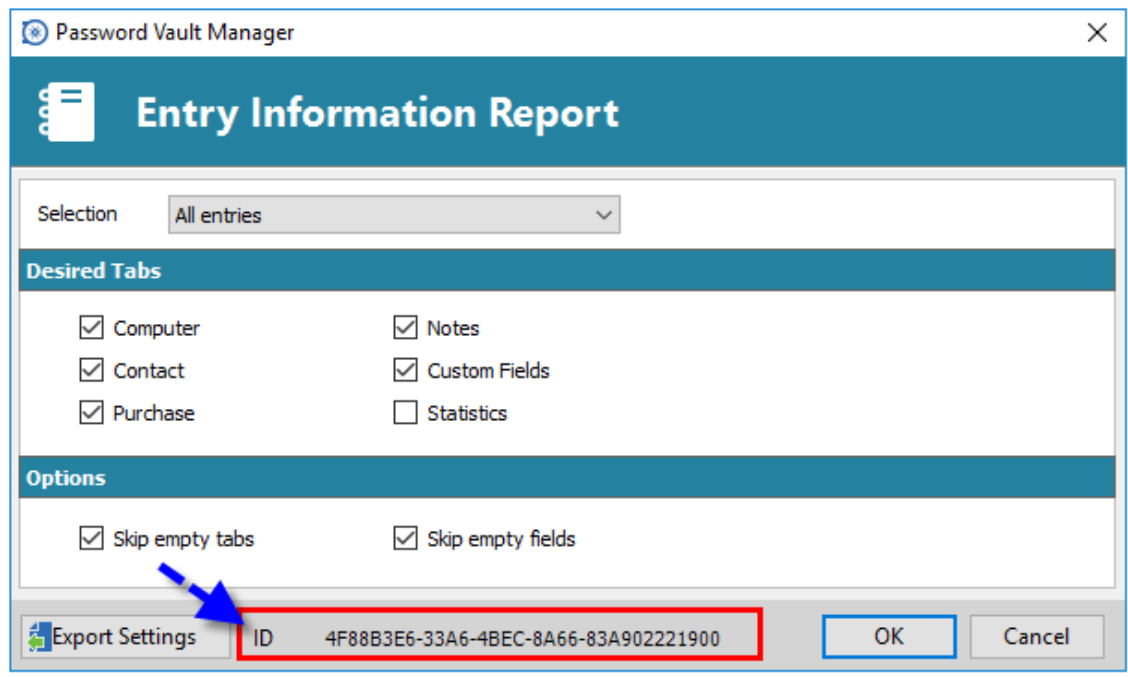 Password Vault Manager
Entry Information Report
Selection All entries
Desired Tabs
Computer Notes
Contact Custom Fields
Purchase Statistics
Options
Skip empty tabs Skip empty fields
Export Settings ID 4F88B3E6-33A6-4BEC-8A66-83A902221900 OK Cancel